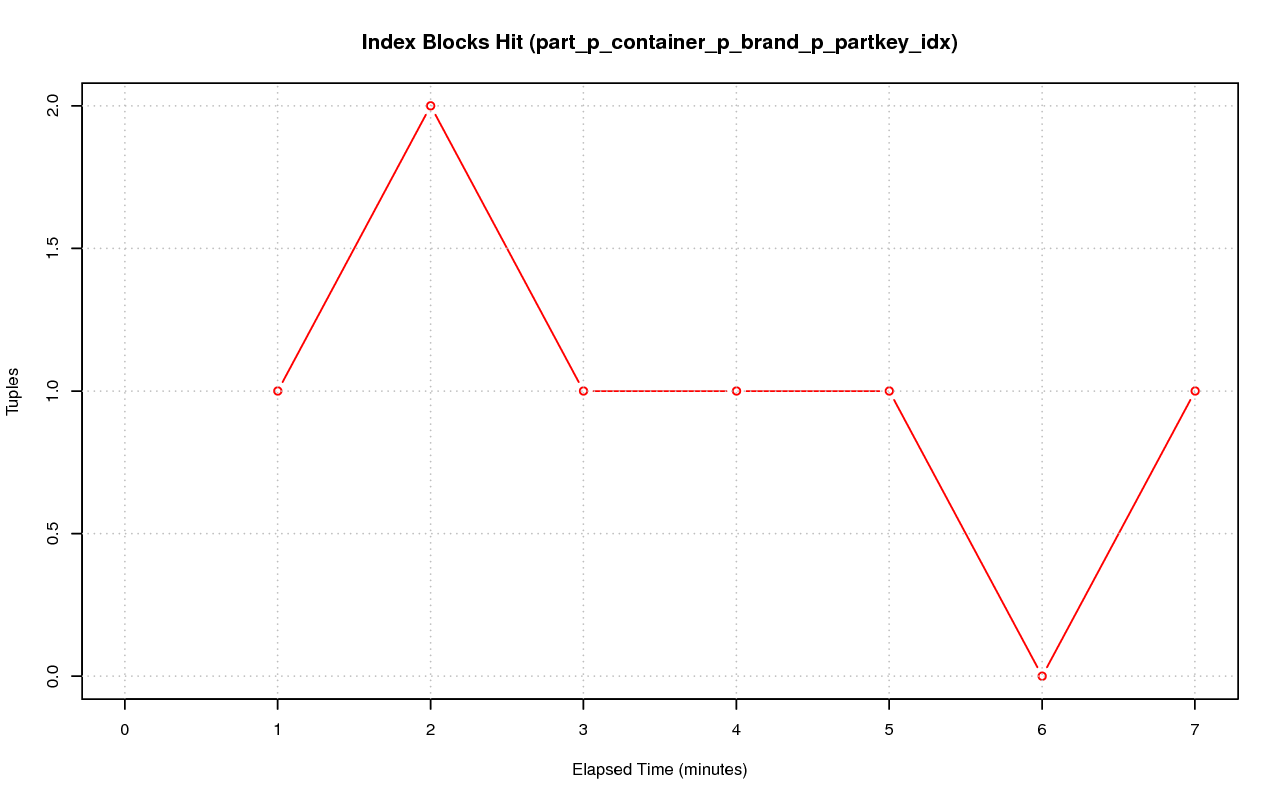 Index Blocks Hit (part_p_container_p_brand_p_partkey_idx)
Tuples
2.0
1.5
1.0
0.5
0.0
0 1 2 3 4 5 6 7
Elapsed Time (minutes)